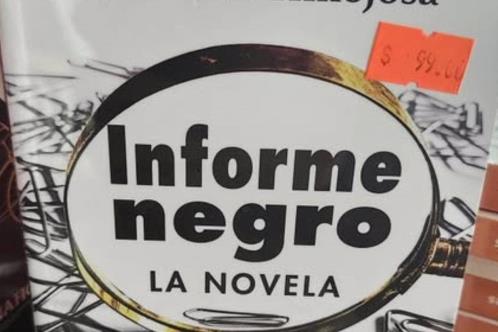 $ 99.00
Informe
negro
LA NOVELA